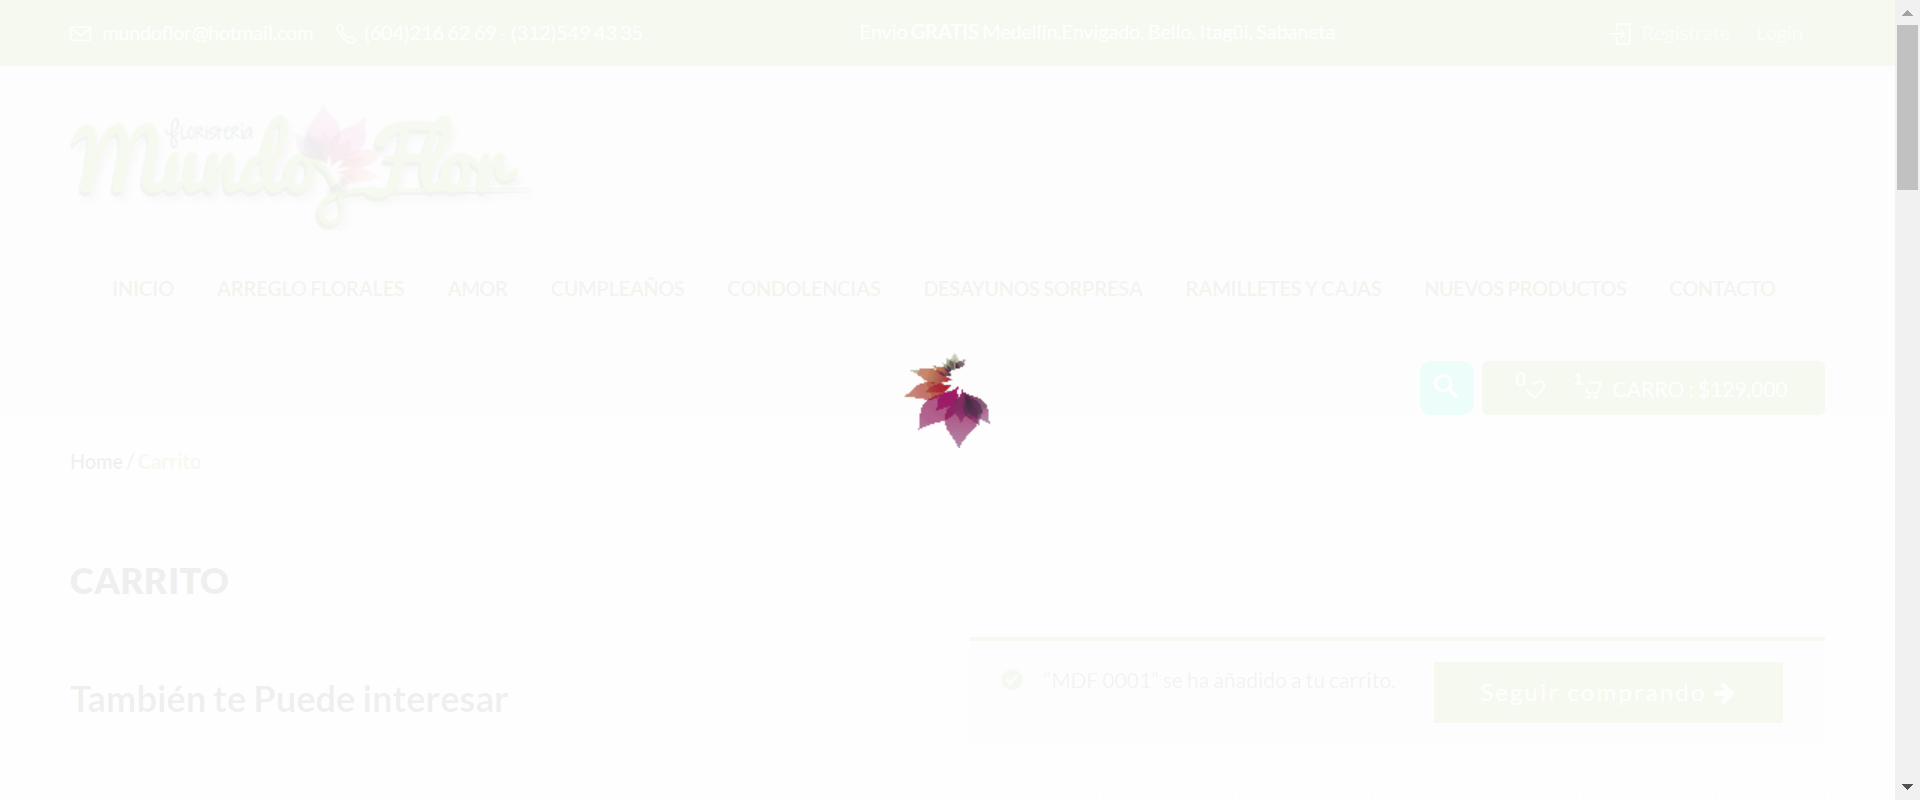 mundoflor@hotmail.com (604)216 62 69 - (312)549 43 35 Envio GRATIS Medellin,Envigado, Bello, Itagüi, Sabaneta Registrate Login
floristeria
Mundo Flor
INICIO ARREGLO FLORALES AMOR CUMPLEAÑOS CONDOLENCIAS DESAYUNOS SORPRESA RAMILLETES Y CAJAS NUEVOS PRODUCTOS CONTACTO
0 1 CARRO : $129,000
Home / Carrito
CARRITO
"MDF 0001" se ha añadido a tu carrito. Seguir comprando
También te Puede interesar